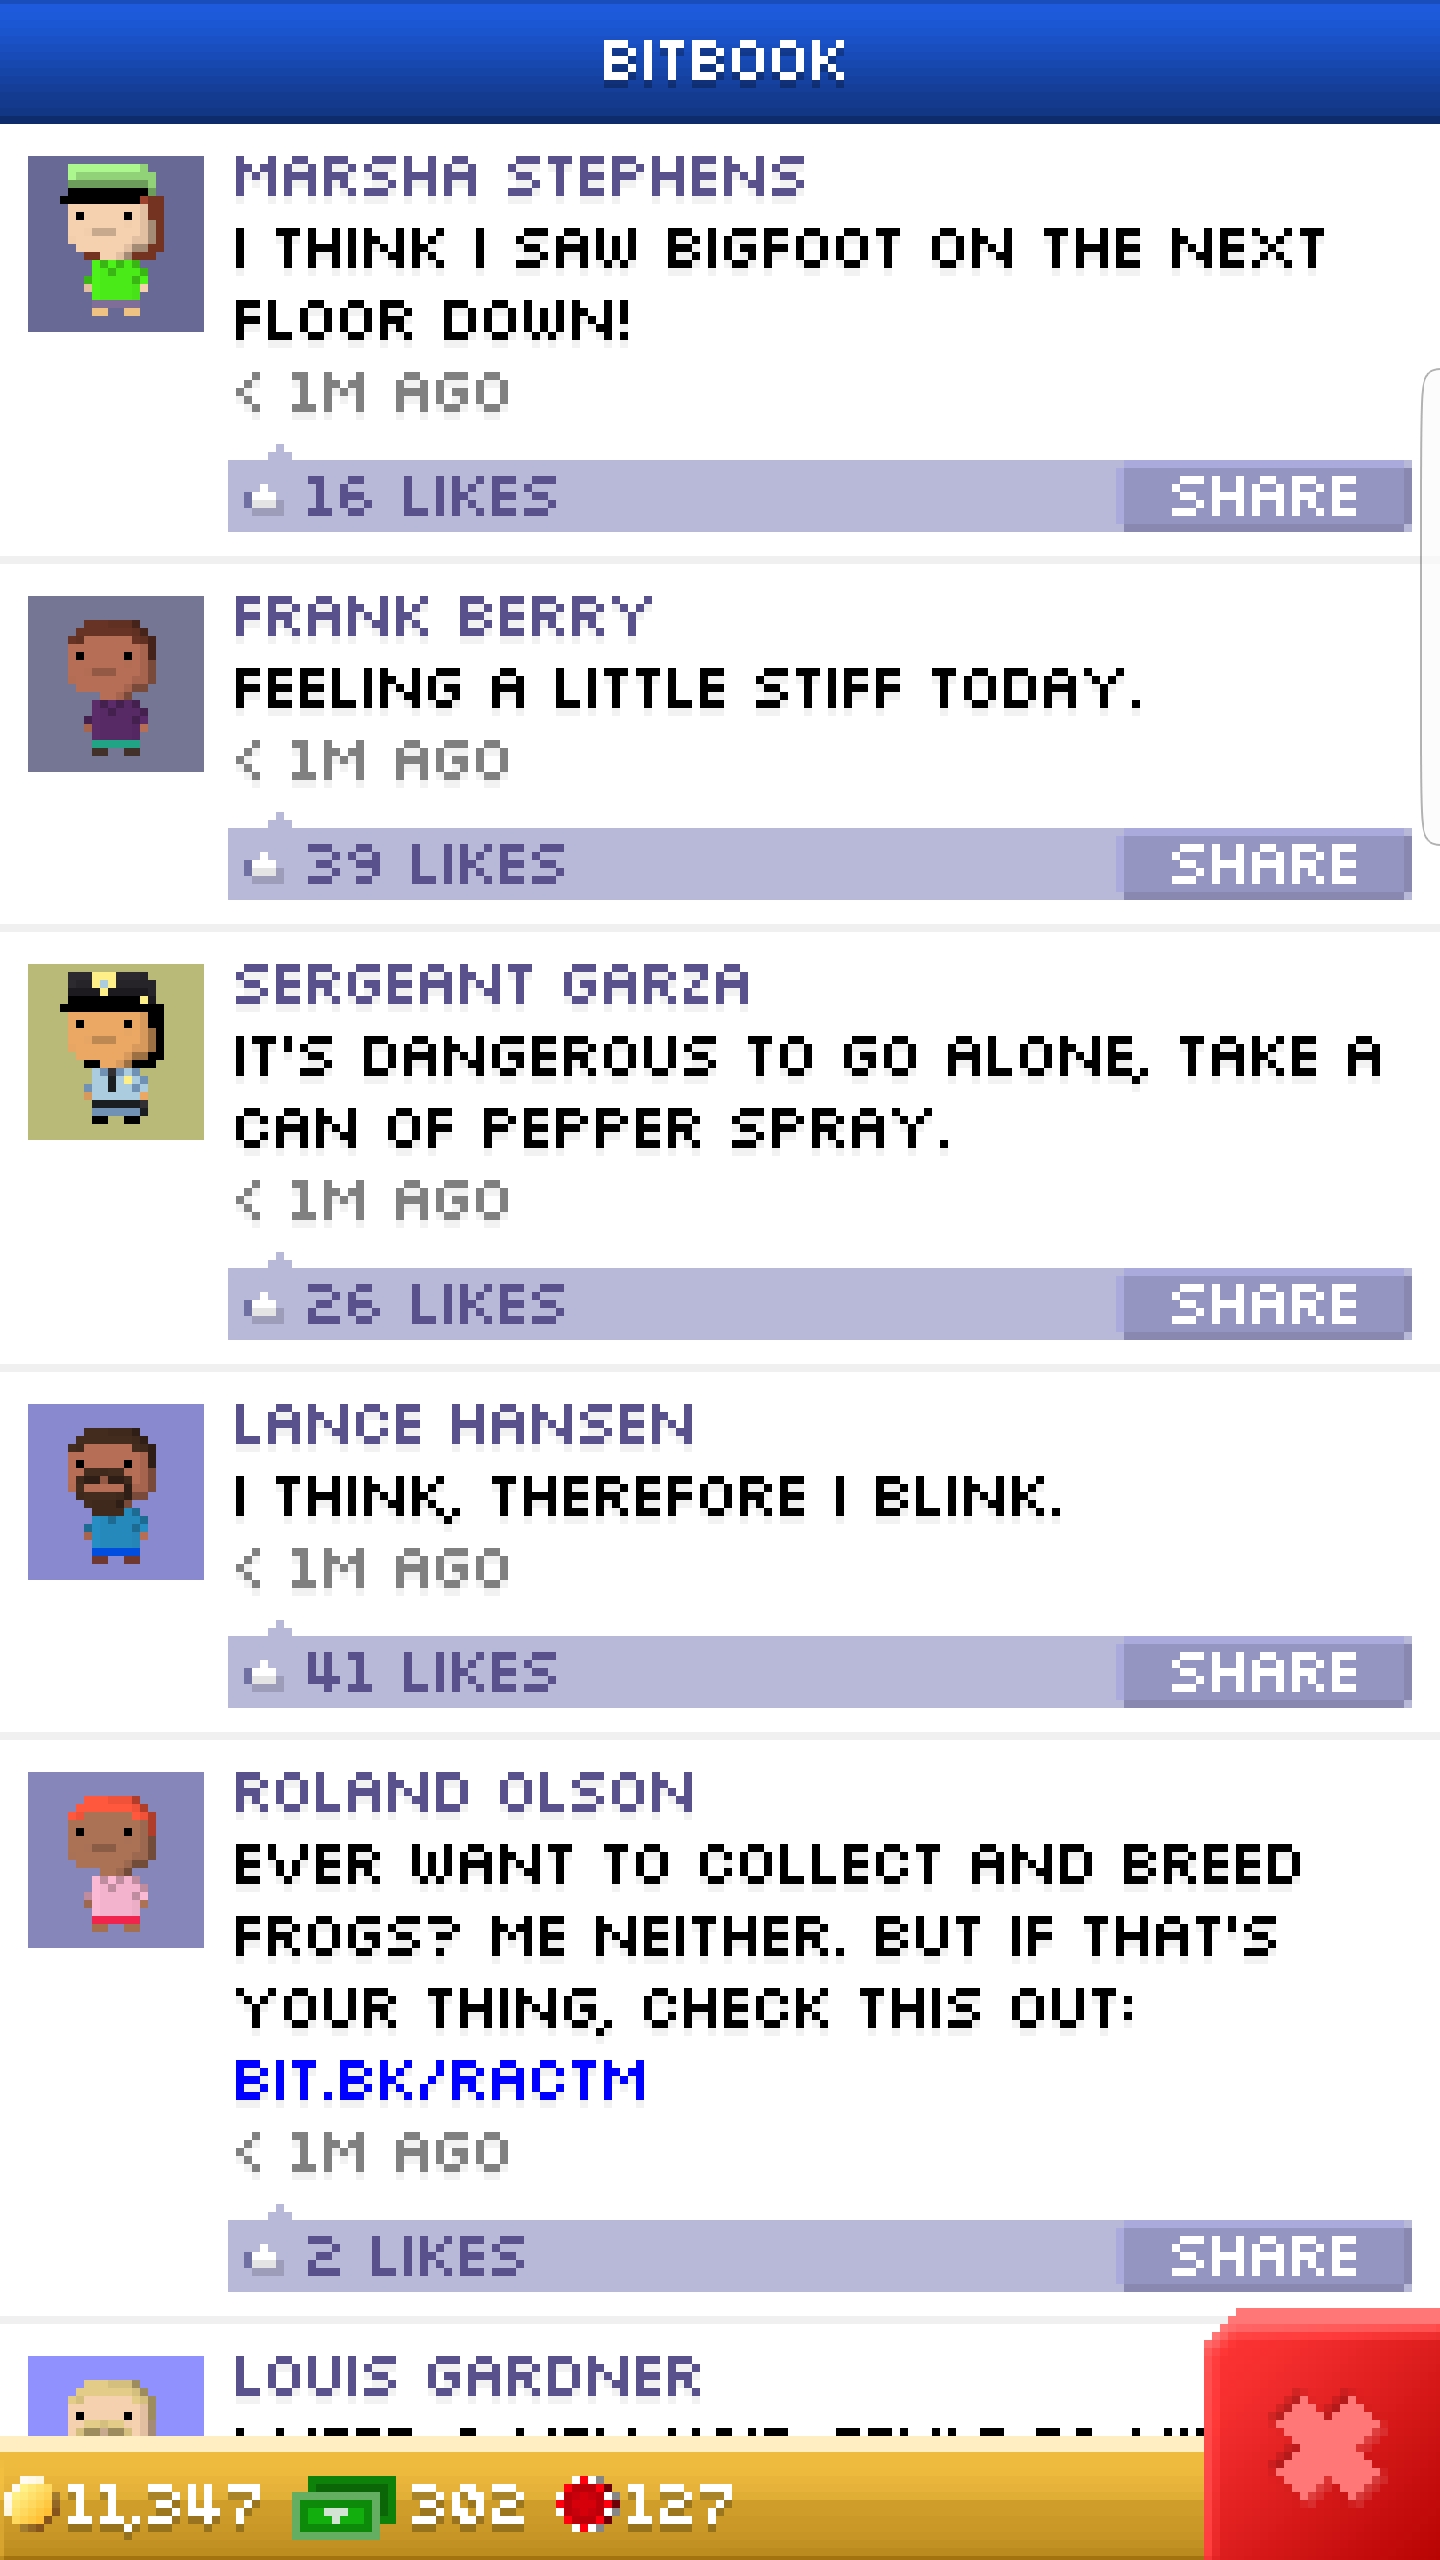 BITBOOK
MARSHA STEPHENS
I THINK I SAW BIGFOOT ON THE NEXT
FLOOR DOWN!
< 1M AGO
16 LIKES SHARE
FRANK BERRY
FEELING A LITTLE STIFF TODAY.
< 1M AGO
39 LIKES SHARE
SERGEANT GARZA
IT'S DANGEROUS TO GO ALONE, TAKE A
CAN OF PEPPER SPRAY.
< 1M AGO
26 LIKES SHARE
LANCE HANSEN
I THINK, THEREFORE I BLINK.
< 1M AGO
41 LIKES SHARE
ROLAND OLSON
EVER WANT TO COLLECT AND BREED
FROGS? ME NEITHER. BUT IF THAT'S
YOUR THING, CHECK THIS OUT:
BIT.BK/RACTM
< 1M AGO
2 LIKES SHARE
LOUIS GARDNER
11,347 302 127